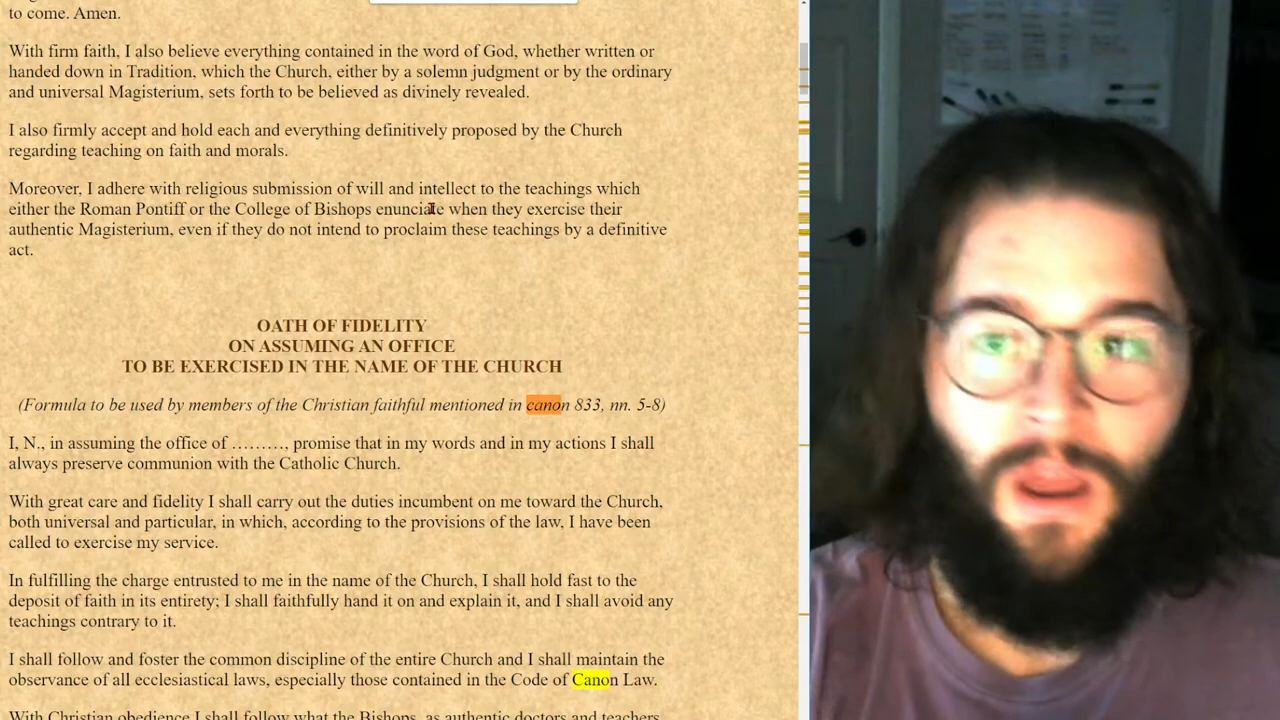 to come. Amen.
With firm faith, I also believe everything contained in the word of God, whether written or
handed down in Tradition, which the Church, either by a solemn judgment or by the ordinary
and universal Magisterium, sets forth to be believed as divinely revealed.
I also firmly accept and hold each and everything definitively proposed by the Church
regarding teaching on faith and morals.
Moreover, I adhere with religious submission of will and intellect to the teachings which
either the Roman Pontiff or the College of Bishops enunciate when they exercise their
authentic Magisterium, even if they do not intend to proclaim these teachings by a definitive
act.
OATH OF FIDELITY
ON ASSUMING AN OFFICE
TO BE EXERCISED IN THE NAME OF THE CHURCH
(Formula to be used by members of the Christian faithful mentioned in canon 833, nn. 5-8)
I, N., in assuming the office of ………, promise that in my words and in my actions I shall
always preserve communion with the Catholic Church.
With great care and fidelity I shall carry out the duties incumbent on me toward the Church,
both universal and particular, in which, according to the provisions of the law, I have been
called to exercise my service.
In fulfilling the charge entrusted to me in the name of the Church, I shall hold fast to the
deposit of faith in its entirety; I shall faithfully hand it on and explain it, and I shall avoid any
teachings contrary to it.
I shall follow and foster the common discipline of the entire Church and I shall maintain the
observance of all ecclesiastical laws, especially those contained in the Code of Canon Law.
With Christian obedience I shall follow what the Bishops, as authentic doctors and teachers